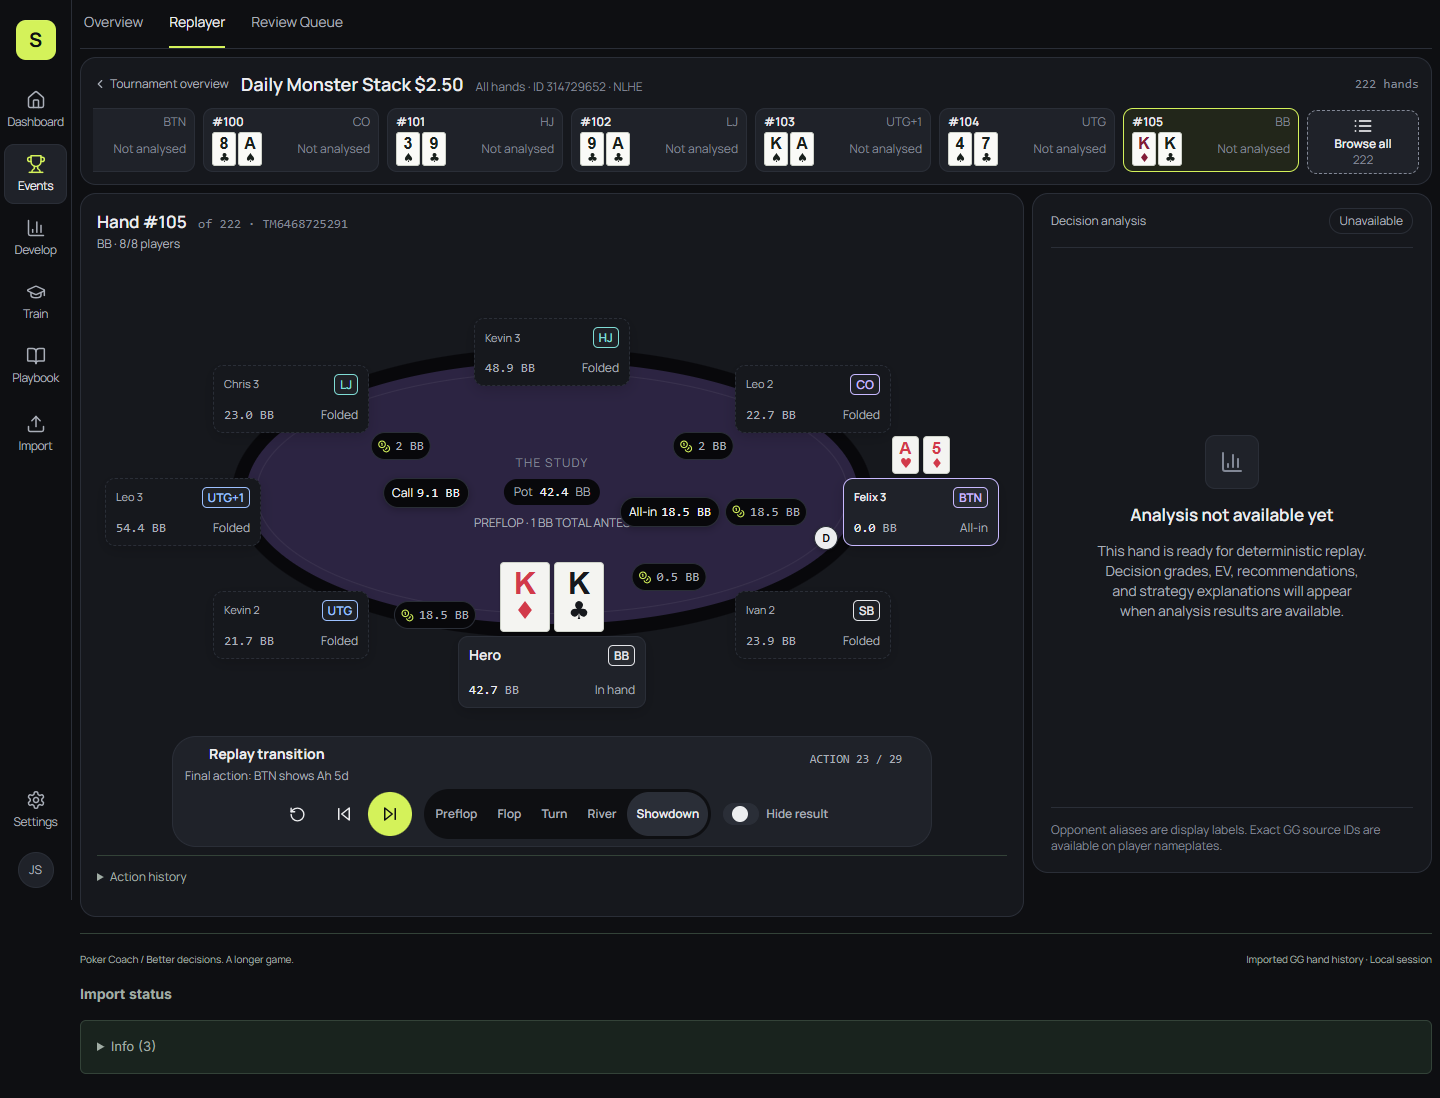 S
Dashboard
Events
Develop
Train
Playbook
Import
Settings
JS
Overview
Replayer
Review Queue
Tournament overview
Daily Monster Stack $2.50
All hands · ID 314729652 · NLHE
222 hands
BTN
Not analysed
#100
CO
8
A
Not analysed
#101
HJ
3
9
Not analysed
#102
LJ
9
A
Not analysed
#103
UTG+1
K
A
Not analysed
#104
UTG
4
7
Not analysed
#105
BB
K
K
Not analysed
Browse all
222
Hand #105 of 222 · TM6468725291
BB · 8/8 players
Kevin 3
HJ
48.9 BB
Folded
Chris 3
LJ
23.0 BB
Folded
Leo 2
CO
22.7 BB
Folded
2 BB
2 BB
A
5
THE STUDY
Leo 3
UTG+1
54.4 BB
Folded
Call 9.1 BB
Pot 42.4 BB
All-in 18.5 BB
18.5 BB
PREFLOP · 1 BB TOTAL ANTES
Felix 3
BTN
0.0 BB
All-in
D
K
K
0.5 BB
Kevin 2
UTG
21.7 BB
Folded
18.5 BB
Ivan 2
SB
23.9 BB
Folded
Hero
BB
42.7 BB
In hand
Replay transition
ACTION 23 / 29
Final action: BTN shows Ah 5d
Preflop
Flop
Turn
River
Showdown
Hide result
Action history
Decision analysis
Unavailable
Analysis not available yet
This hand is ready for deterministic replay.
Decision grades, EV, recommendations,
and strategy explanations will appear
when analysis results are available.
Opponent aliases are display labels. Exact GG source IDs are
available on player nameplates.
Poker Coach / Better decisions. A longer game.
Imported GG hand history · Local session
Import status
Info (3)